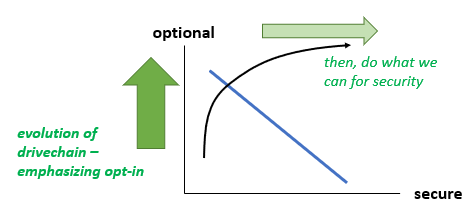 optional
then, do what we
can for security
evolution of
drivechain –
emphasizing opt-in
secure